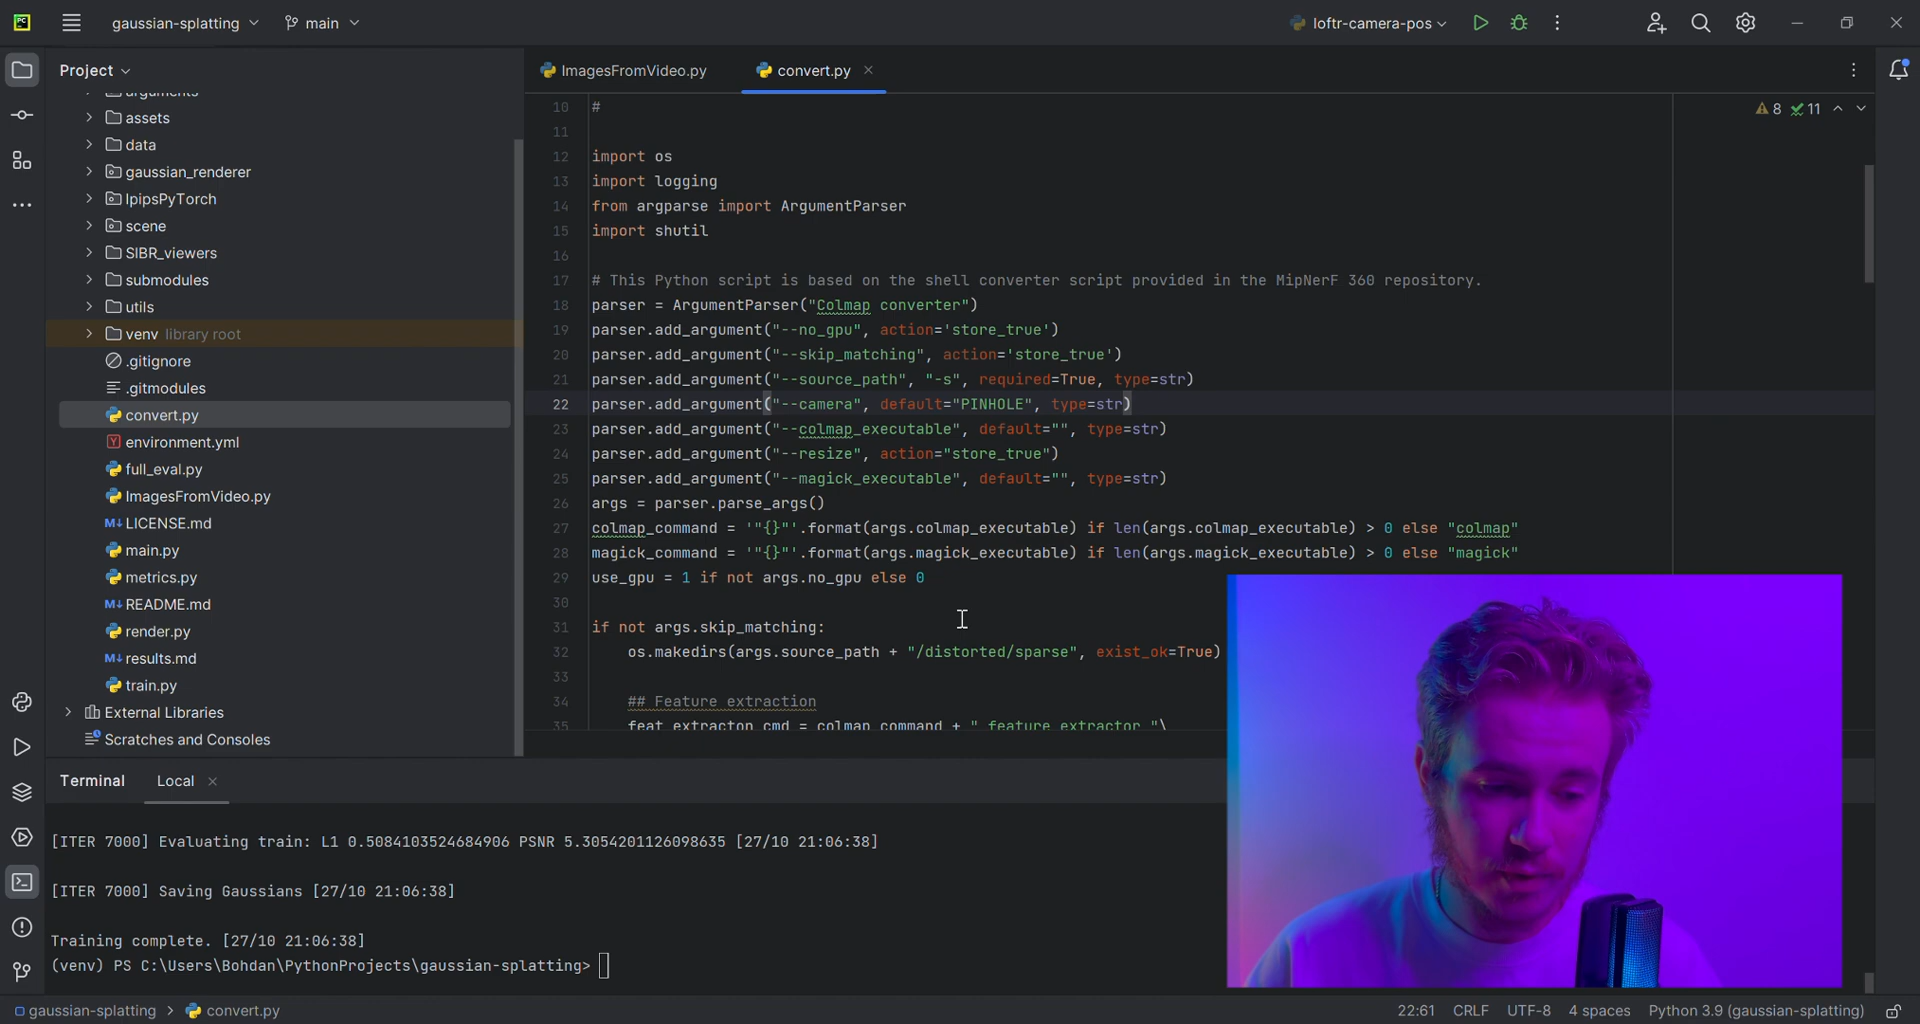 PC
gaussian-splatting
main
loftr-camera-pos
Project
ImagesFromVideo.py
convert.py
arguments
assets
data
gaussian_renderer
lpipsPyTorch
scene
SIBR_viewers
submodules
utils
venv library root
.gitignore
.gitmodules
convert.py
environment.yml
full_eval.py
ImagesFromVideo.py
M↓ LICENSE.md
main.py
metrics.py
M↓ README.md
render.py
M↓ results.md
train.py
External Libraries
Scratches and Consoles
8 11
10 #
11
12 import os
13 import logging
14 from argparse import ArgumentParser
15 import shutil
16
17 # This Python script is based on the shell converter script provided in the MipNerF 360 repository.
18 parser = ArgumentParser("Colmap converter")
19 parser.add_argument("--no_gpu", action='store_true')
20 parser.add_argument("--skip_matching", action='store_true')
21 parser.add_argument("--source_path", "-s", required=True, type=str)
22 parser.add_argument("--camera", default="PINHOLE", type=str)
23 parser.add_argument("--colmap_executable", default="", type=str)
24 parser.add_argument("--resize", action="store_true")
25 parser.add_argument("--magick_executable", default="", type=str)
26 args = parser.parse_args()
27 colmap_command = '"{}"'.format(args.colmap_executable) if len(args.colmap_executable) > 0 else "colmap"
28 magick_command = '"{}"'.format(args.magick_executable) if len(args.magick_executable) > 0 else "magick"
29 use_gpu = 1 if not args.no_gpu else 0
30
31 if not args.skip_matching:
32 os.makedirs(args.source_path + "/distorted/sparse", exist_ok=True)
33
34 ## Feature extraction
35 feat_extracton_cmd = colmap_command + " feature_extractor "\
Terminal Local
[ITER 7000] Evaluating train: L1 0.5084103524684906 PSNR 5.3054201126098635 [27/10 21:06:38]
[ITER 7000] Saving Gaussians [27/10 21:06:38]
Training complete. [27/10 21:06:38]
(venv) PS C:\Users\Bohdan\PythonProjects\gaussian-splatting>
gaussian-splatting > convert.py
22:61 CRLF UTF-8 4 spaces Python 3.9 (gaussian-splatting)